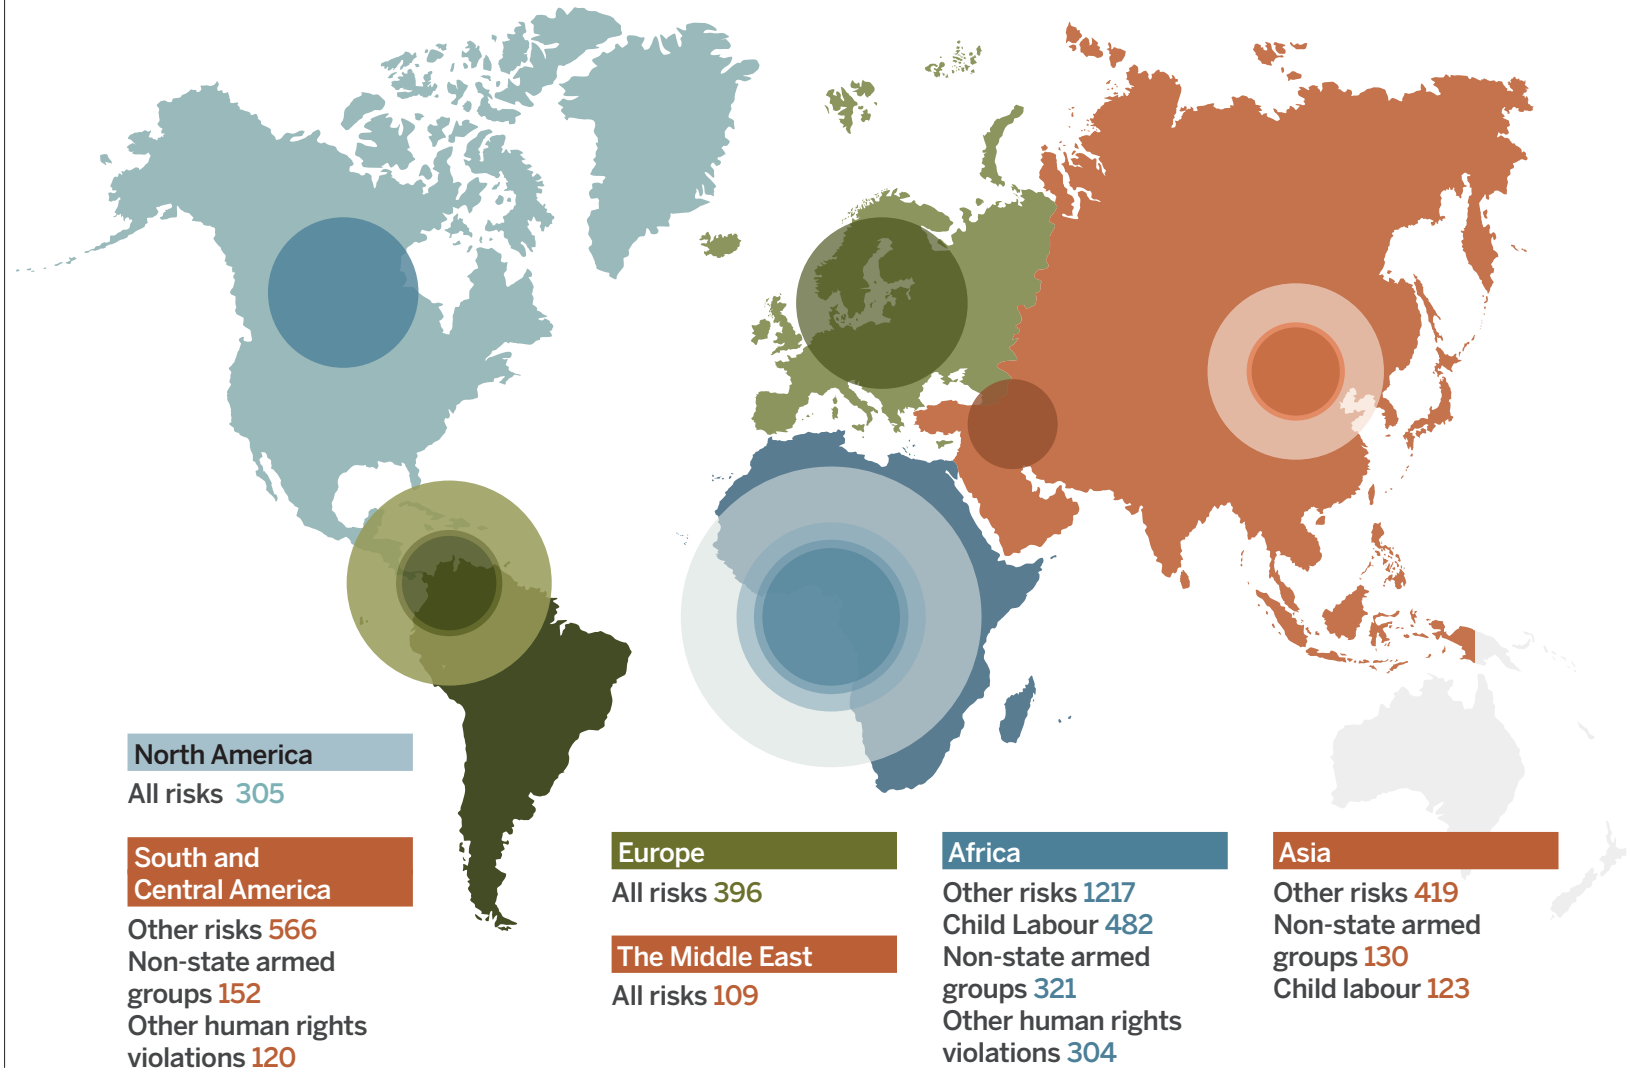 North America
All risks 305
South and
Central America
Other risks 566
Non-state armed
groups 152
Other human rights
violations 120
Europe
All risks 396
The Middle East
All risks 109
Africa
Other risks 1217
Child Labour 482
Non-state armed
groups 321
Other human rights
violations 304
Asia
Other risks 419
Non-state armed
groups 130
Child labour 123